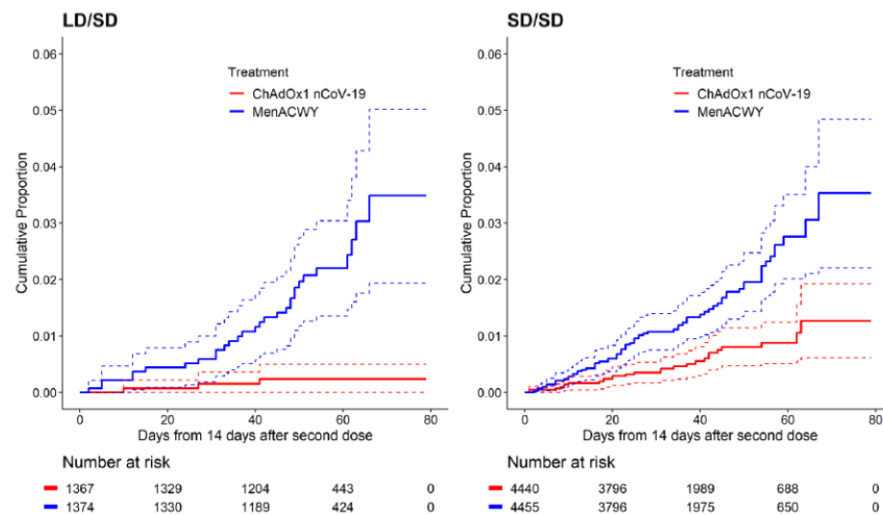 LD/SD
0.06
0.05
0.04
0.03
0.02
0.01
0.00
Cumulative Proportion
Treatment
ChAdOx1 nCoV-19
MenACWY
0 20 40 60 80
Days from 14 days after second dose
Number at risk
1367 1329 1204 443 0
1374 1330 1189 424 0
SD/SD
0.06
0.05
0.04
0.03
0.02
0.01
0.00
Cumulative Proportion
Treatment
ChAdOx1 nCoV-19
MenACWY
0 20 40 60 80
Days from 14 days after second dose
Number at risk
4440 3796 1989 688 0
4455 3796 1975 650 0